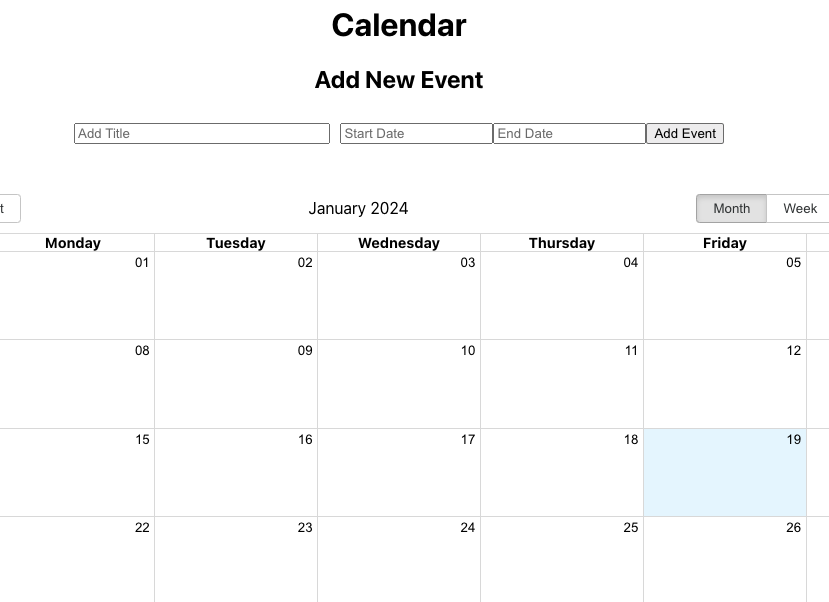 Calendar
Add New Event
Add Title Start Date End Date Add Event
t January 2024 Month Week
Monday Tuesday Wednesday Thursday Friday
01 02 03 04 05
08 09 10 11 12
15 16 17 18 19
22 23 24 25 26